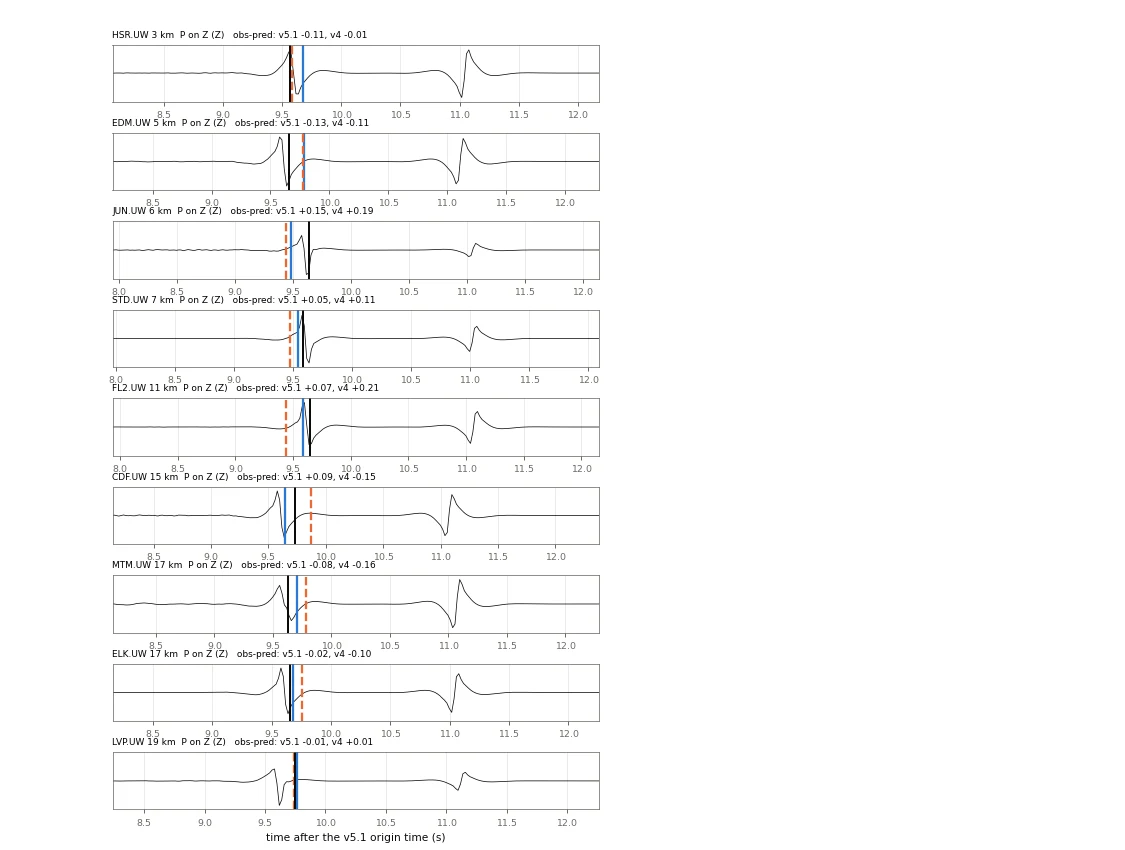 HSR.UW 3 km  P on Z (Z)   obs-pred: v5.1 -0.11, v4 -0.01
8.5 9.0 9.5 10.0 10.5 11.0 11.5 12.0
EDM.UW 5 km  P on Z (Z)   obs-pred: v5.1 -0.13, v4 -0.11
8.5 9.0 9.5 10.0 10.5 11.0 11.5 12.0
JUN.UW 6 km  P on Z (Z)   obs-pred: v5.1 +0.15, v4 +0.19
8.0 8.5 9.0 9.5 10.0 10.5 11.0 11.5 12.0
STD.UW 7 km  P on Z (Z)   obs-pred: v5.1 +0.05, v4 +0.11
8.0 8.5 9.0 9.5 10.0 10.5 11.0 11.5 12.0
FL2.UW 11 km  P on Z (Z)   obs-pred: v5.1 +0.07, v4 +0.21
8.0 8.5 9.0 9.5 10.0 10.5 11.0 11.5 12.0
CDF.UW 15 km  P on Z (Z)   obs-pred: v5.1 +0.09, v4 -0.15
8.5 9.0 9.5 10.0 10.5 11.0 11.5 12.0
MTM.UW 17 km  P on Z (Z)   obs-pred: v5.1 -0.08, v4 -0.16
8.5 9.0 9.5 10.0 10.5 11.0 11.5 12.0
ELK.UW 17 km  P on Z (Z)   obs-pred: v5.1 -0.02, v4 -0.10
8.5 9.0 9.5 10.0 10.5 11.0 11.5 12.0
LVP.UW 19 km  P on Z (Z)   obs-pred: v5.1 -0.01, v4 +0.01
8.5 9.0 9.5 10.0 10.5 11.0 11.5 12.0
time after the v5.1 origin time (s)